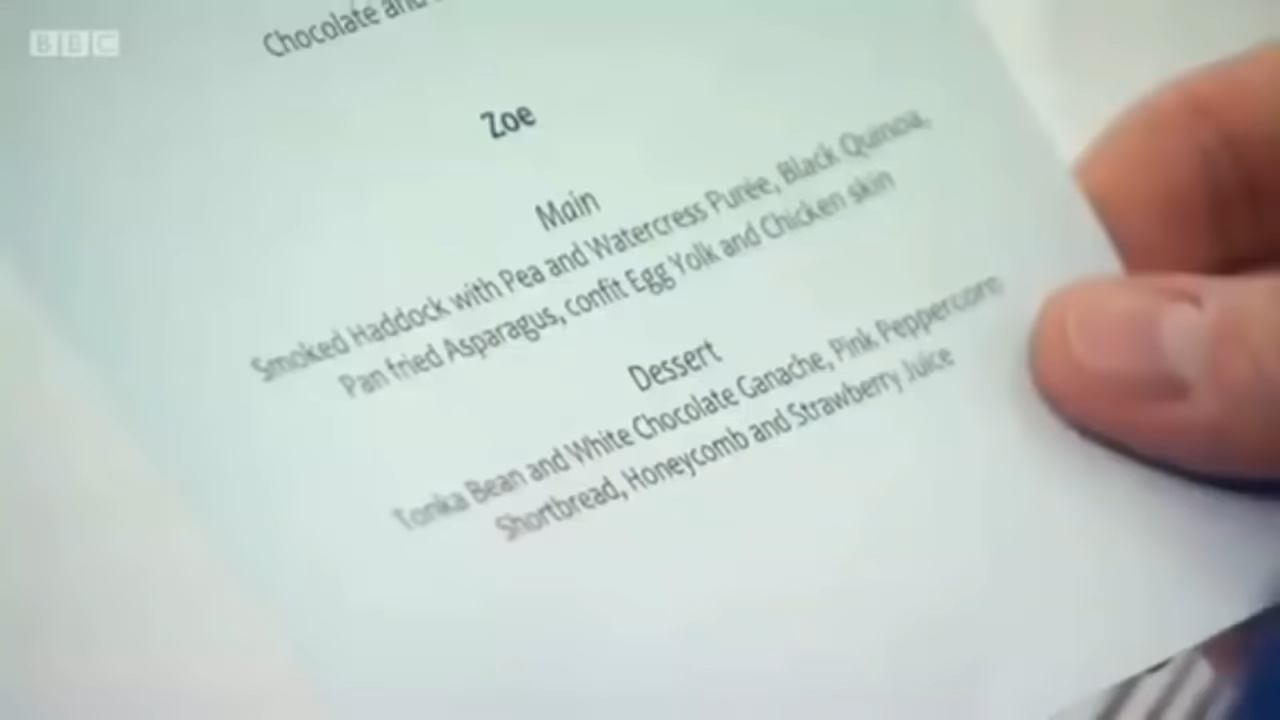 BBC
Chocolate and
Zoe
Main
Smoked Haddock with Pea and Watercress Purée, Black Quinoa,
Pan fried Asparagus, confit Egg Yolk and Chicken skin
Dessert
Tonka Bean and White Chocolate Ganache, Pink Peppercorn
Shortbread, Honeycomb and Strawberry Juice